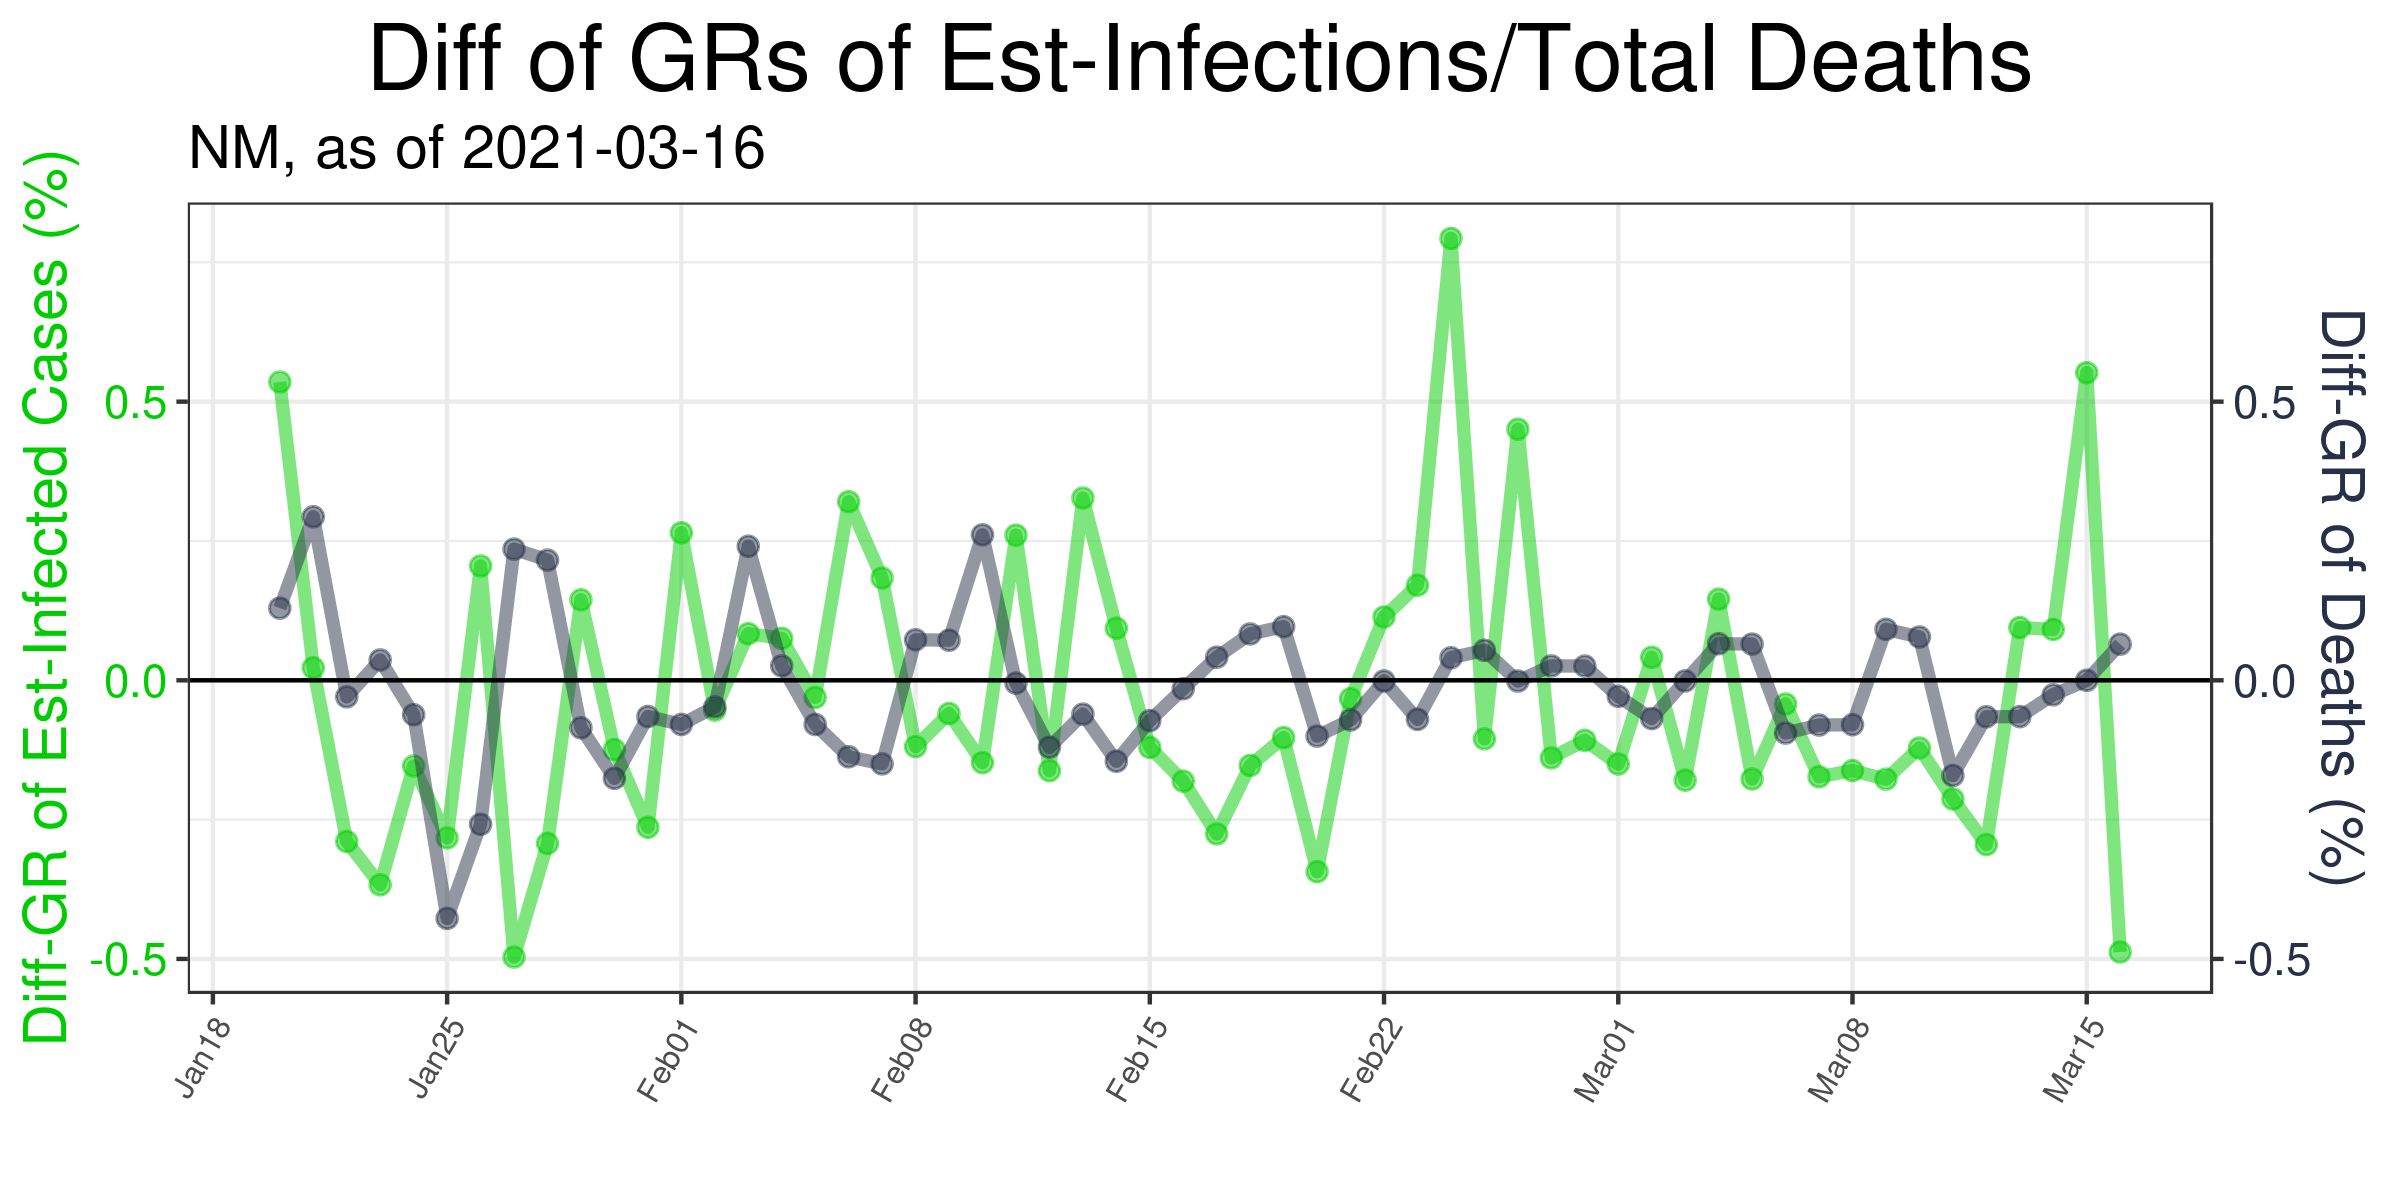 Diff of GRs of Est-Infections/Total Deaths
NM, as of 2021-03-16
Diff-GR of Est-Infected Cases (%)
0.5
0.0
-0.5
0.5
0.0
-0.5
Diff-GR of Deaths (%)
Jan18
Jan25
Feb01
Feb08
Feb15
Feb22
Mar01
Mar08
Mar15